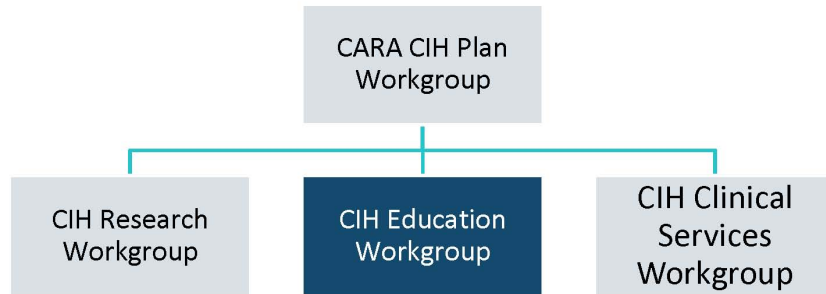 CARA CIH Plan
Workgroup
CIH Research
Workgroup
CIH Education
Workgroup
CIH Clinical
Services
Workgroup